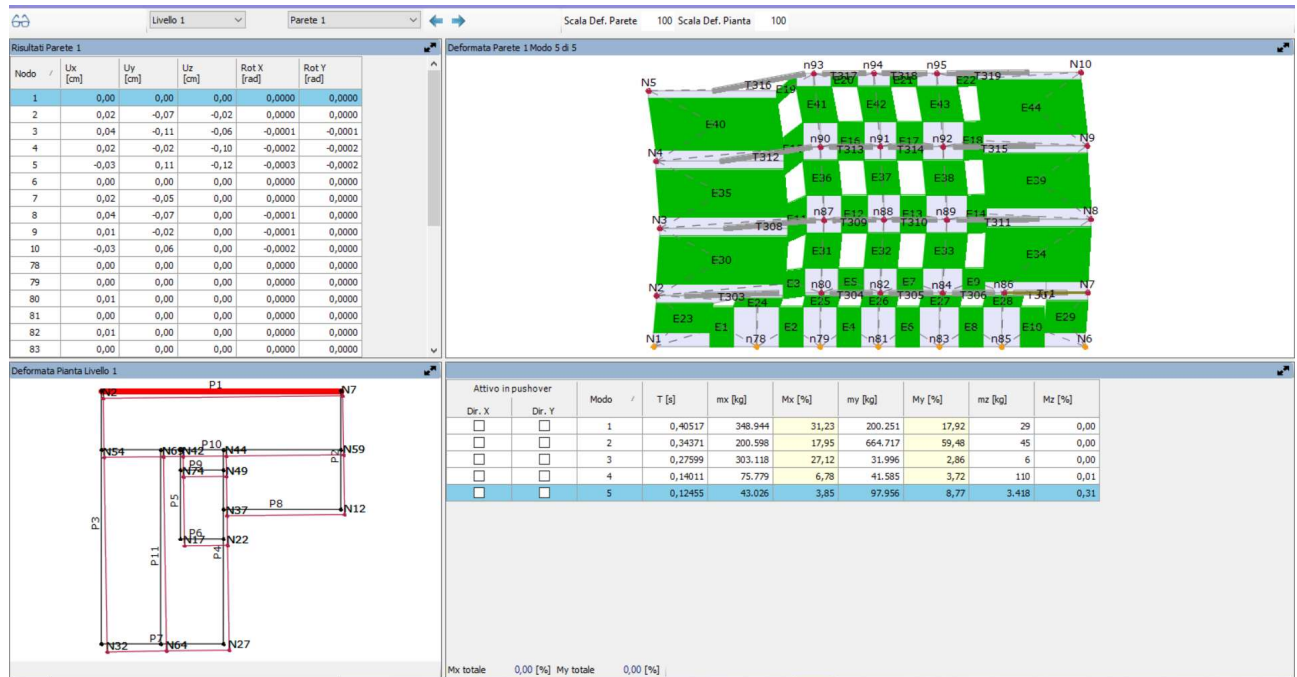 Livello 1 Parete 1 Scala Def. Parete 100 Scala Def. Pianta 100
Risultati Parete 1
Nodo / Ux [cm] Uy [cm] Uz [cm] Rot X [rad] Rot Y [rad]
1 0,00 0,00 0,00 0,0000 0,0000
2 0,02 -0,07 -0,02 0,0000 0,0000
3 0,04 -0,11 -0,06 -0,0001 -0,0001
4 0,02 -0,02 -0,10 -0,0002 -0,0002
5 -0,03 0,11 -0,12 -0,0003 -0,0002
6 0,00 0,00 0,00 0,0000 0,0000
7 0,02 -0,05 0,00 0,0000 0,0000
8 0,04 -0,07 0,00 -0,0001 0,0000
9 0,01 -0,02 0,00 -0,0001 0,0000
10 -0,03 0,06 0,00 -0,0002 0,0000
78 0,00 0,00 0,00 0,0000 0,0000
79 0,00 0,00 0,00 0,0000 0,0000
80 0,01 0,00 0,00 0,0000 0,0000
81 0,00 0,00 0,00 0,0000 0,0000
82 0,01 0,00 0,00 0,0000 0,0000
83 0,00 0,00 0,00 0,0000 0,0000
Deformata Parete 1 Modo 5 di 5
n93 n94 n95 N10
N5 T316 E19 T317 E20 T318 E21 E22 T319
E40 E41 E42 E43 E44
N4 T312 n90 E16 n91 E17 n92 E18 N9
T313 T314 T315
E35 E36 E37 E38 E39
N3 T308 n87 E12 n88 E13 n89 E14 N8
T309 T310 T311
E30 E31 E32 E33 E34
N2 T303 E3 n80 E5 n82 E7 n84 E9 n86 N7
E24 T304 T305 T306
E25 E26 E27 E28
E23 E1 E2 E4 E6 E8 E10 E29
N1 n78 n79 n81 n83 n85 N6
Deformata Pianta Livello 1
N2 P1 N7
N54 N69 N42 P10 N44 N59
P2
P9
N74 N49
P5 P8
N37 N12
P3
P6
N17 N22
P11 P4
N32 P7 N64 N27
Attivo in pushover
Dir. X Dir. Y Modo / T [s] mx [kg] Mx [%] my [kg] My [%] mz [kg] Mz [%]
1 0,40517 348.944 31,23 200.251 17,92 29 0,00
2 0,34371 200.598 17,95 664.717 59,48 45 0,00
3 0,27599 303.118 27,12 31.996 2,86 6 0,00
4 0,14011 75.779 6,78 41.585 3,72 110 0,01
5 0,12455 43.026 3,85 97.956 8,77 3.418 0,31
Mx totale 0,00 [%] My totale 0,00 [%]